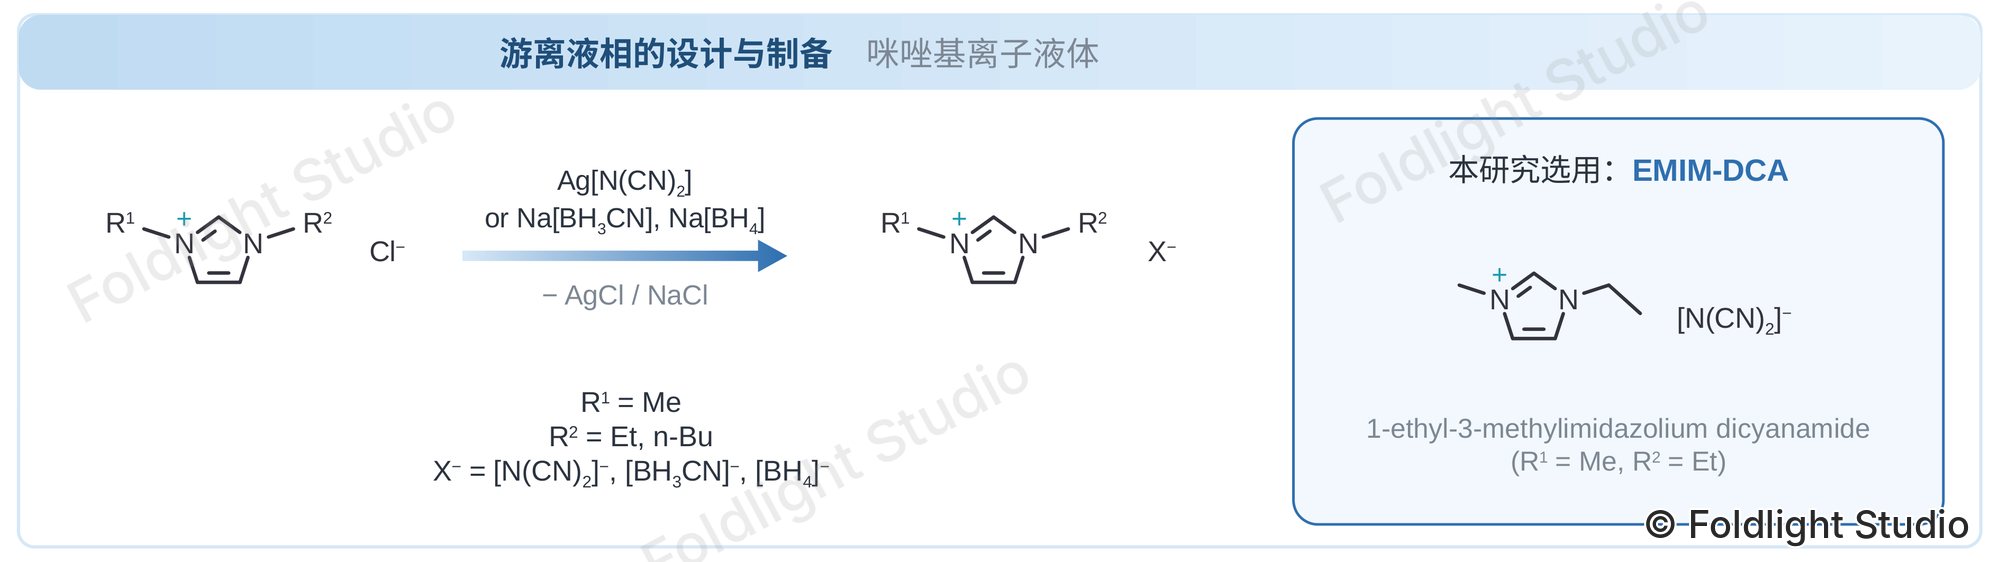 游离液相的设计与制备 咪唑基离子液体
Ag[N(CN)₂]
or Na[BH₃CN], Na[BH₄]
− AgCl / NaCl
R¹ N + N R² Cl⁻
R¹ N + N R² X⁻
R¹ = Me
R² = Et, n-Bu
X⁻ = [N(CN)₂]⁻, [BH₃CN]⁻, [BH₄]⁻
本研究选用：EMIM-DCA
N + N [N(CN)₂]⁻
1-ethyl-3-methylimidazolium dicyanamide
(R¹ = Me, R² = Et)
Foldlight Studio
Foldlight Studio
Foldlight Studio
© Foldlight Studio